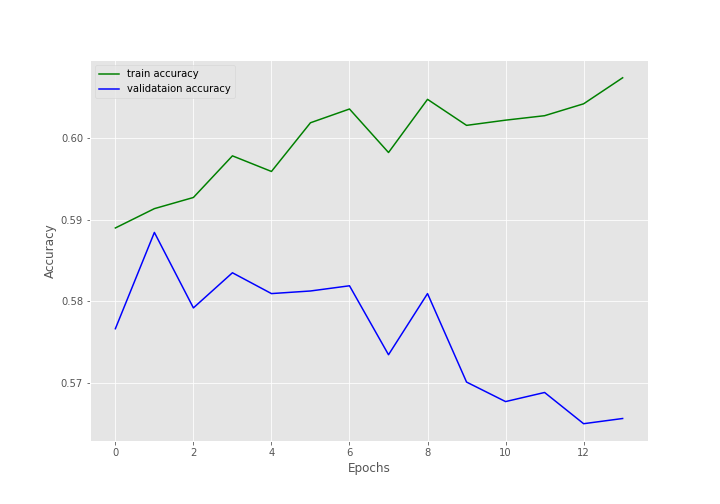 train accuracy
validataion accuracy
0.60
0.59
0.58
0.57
Accuracy
0 2 4 6 8 10 12
Epochs